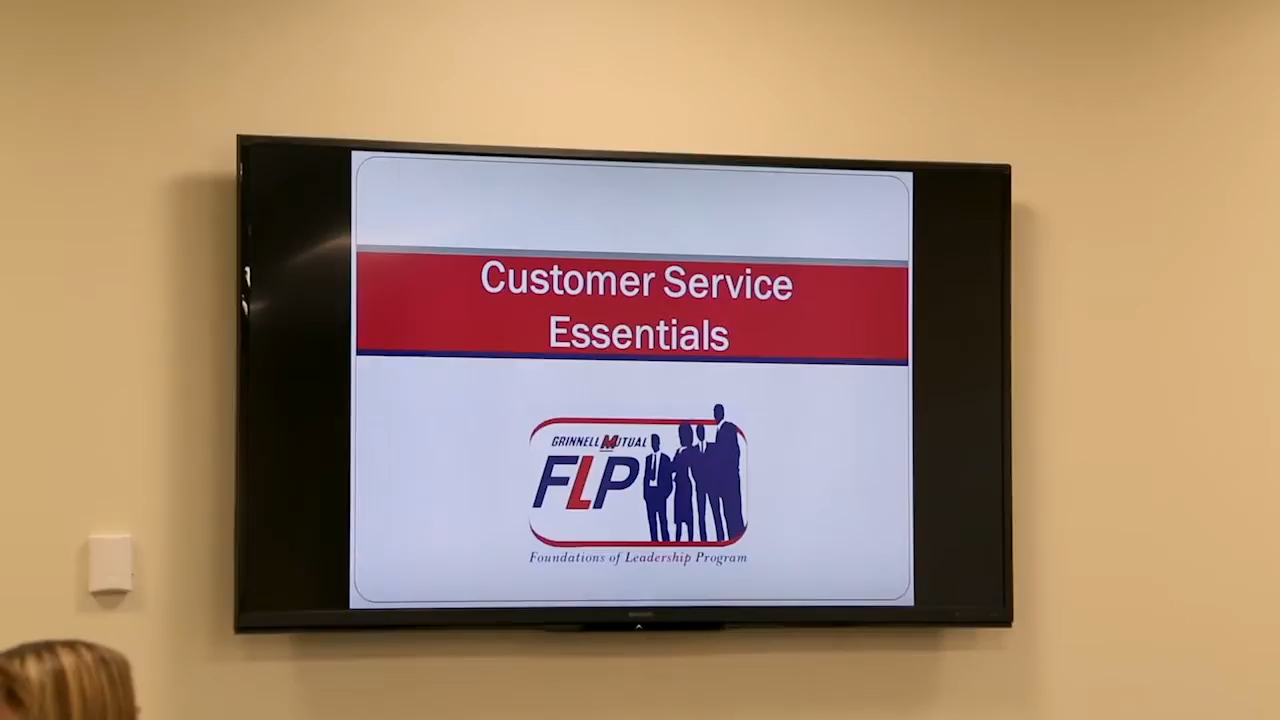 Customer Service
Essentials
GRINNELL MUTUAL
FLP
Foundations of Leadership Program